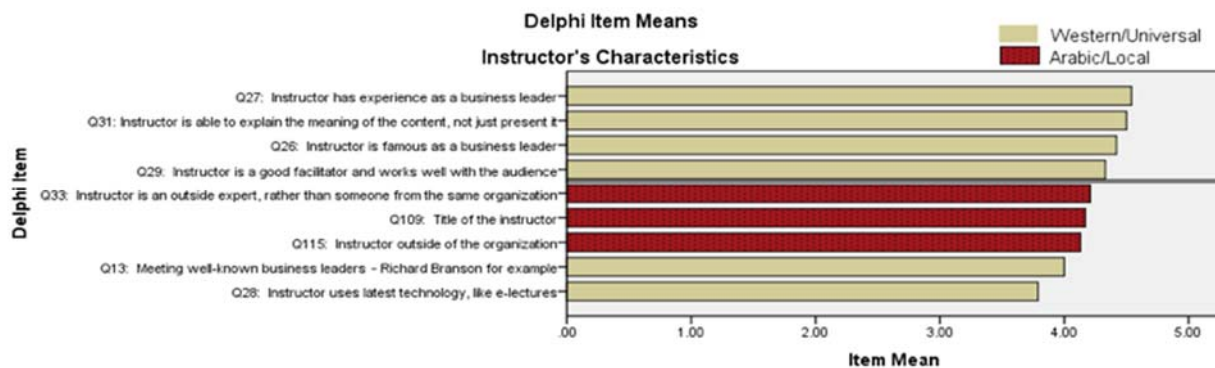 Delphi Item Means
Instructor's Characteristics
Western/Universal
Arabic/Local
Delphi Item
Q27: Instructor has experience as a business leader
Q31: Instructor is able to explain the meaning of the content, not just present it
Q26: Instructor is famous as a business leader
Q29: Instructor is a good facilitator and works well with the audience
Q33: Instructor is an outside expert, rather than someone from the same organization
Q109: Title of the instructor
Q115: Instructor outside of the organization
Q13: Meeting well-known business leaders - Richard Branson for example
Q28: Instructor uses latest technology, like e-lectures
.00 1.00 2.00 3.00 4.00 5.00
Item Mean